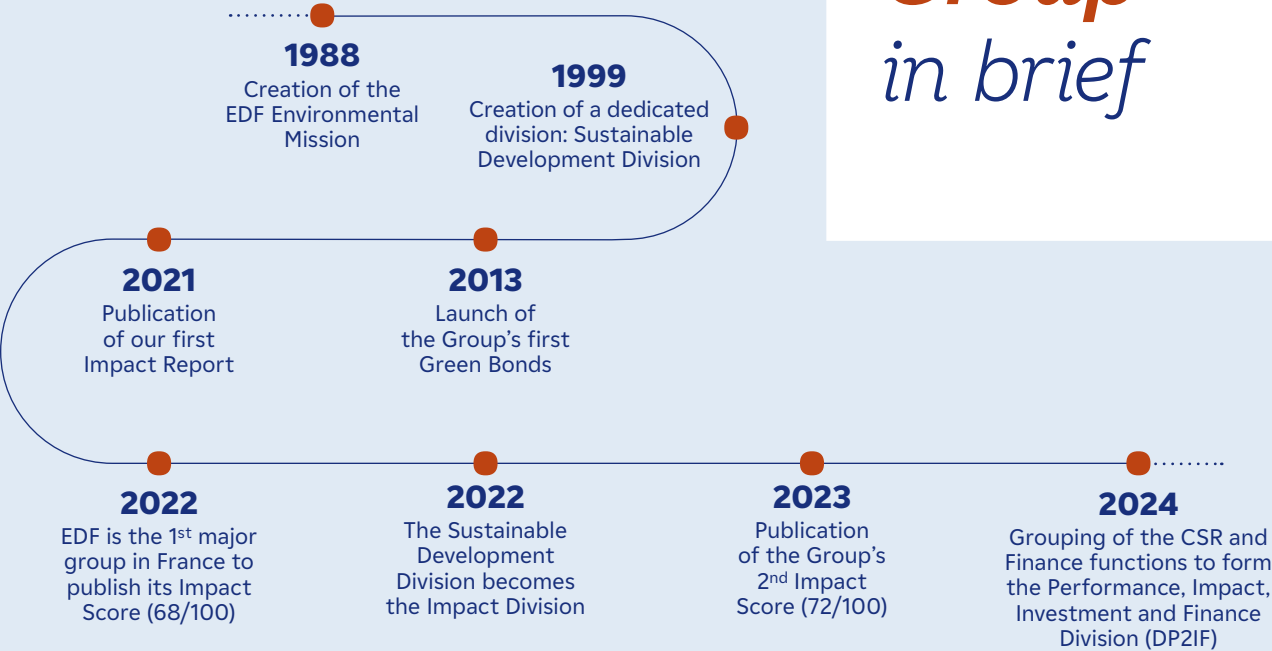 Group
in brief
1988
Creation of the
EDF Environmental
Mission
1999
Creation of a dedicated
division: Sustainable
Development Division
2013
Launch of
the Group's first
Green Bonds
2021
Publication
of our first
Impact Report
2022
EDF is the 1st major
group in France to
publish its Impact
Score (68/100)
2022
The Sustainable
Development
Division becomes
the Impact Division
2023
Publication
of the Group's
2nd Impact
Score (72/100)
2024
Grouping of the CSR and
Finance functions to form
the Performance, Impact,
Investment and Finance
Division (DP2IF)